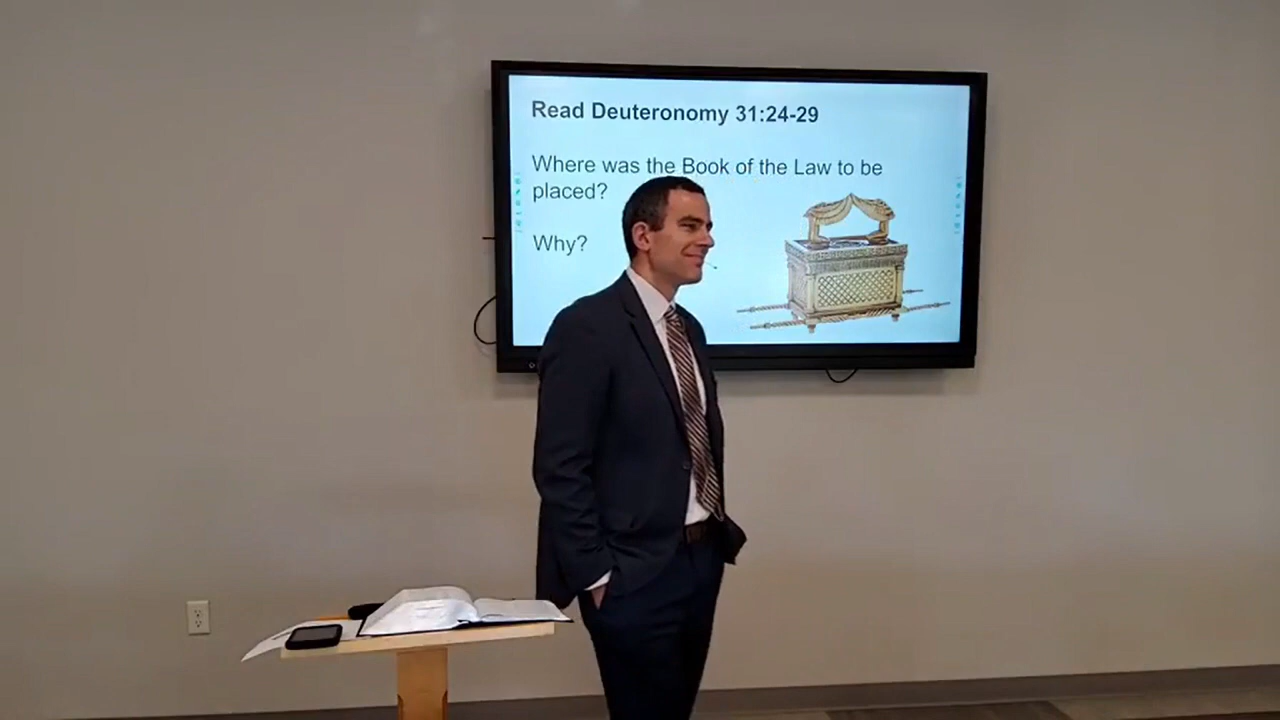 Read Deuteronomy 31:24-29
Where was the Book of the Law to be
placed?
Why?